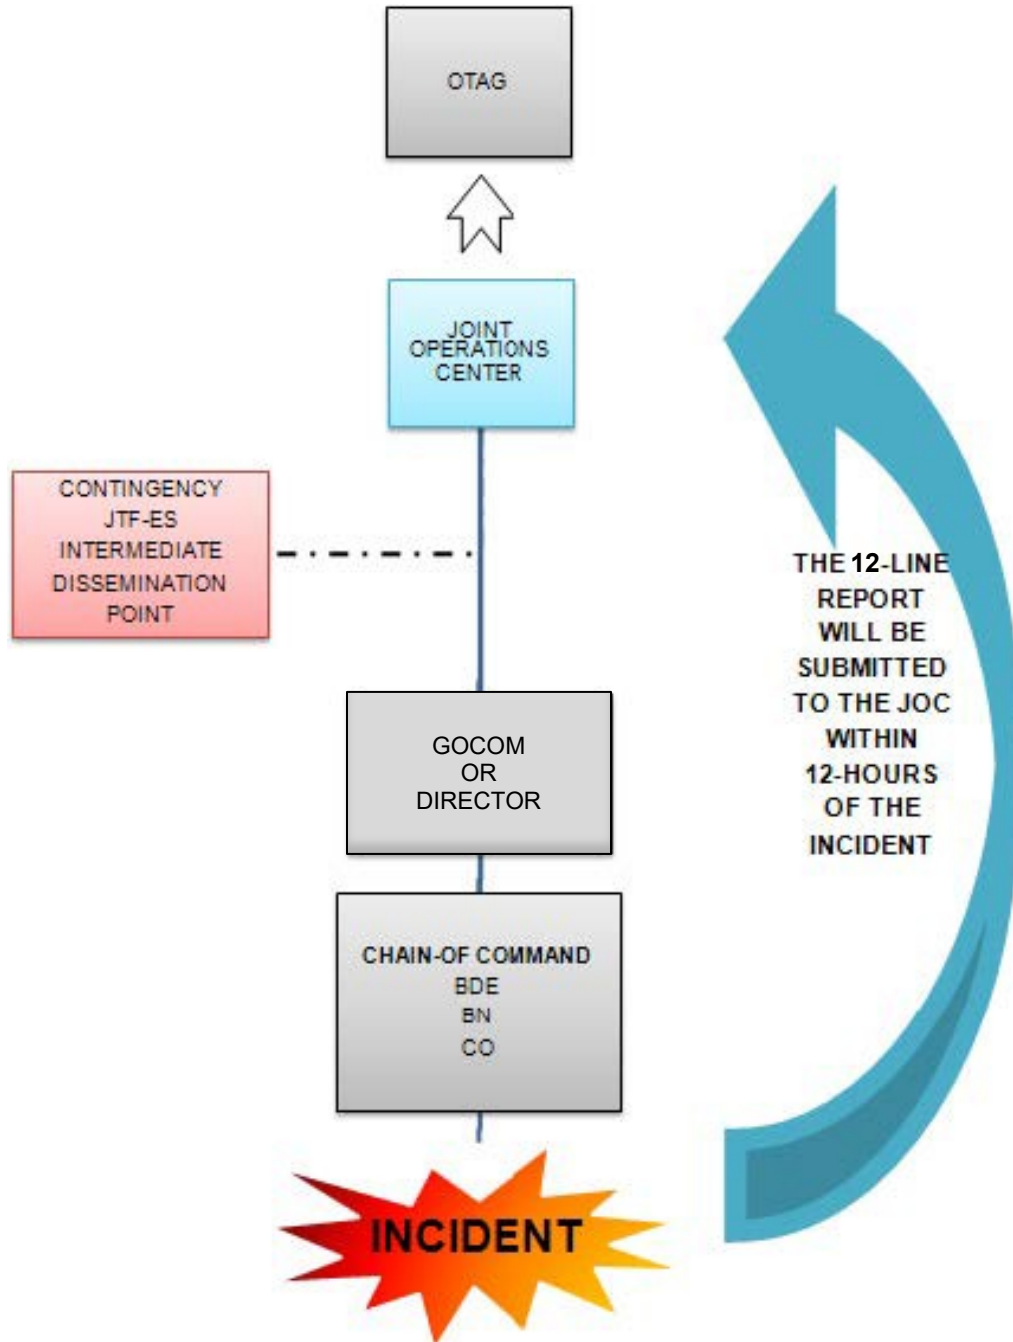 OTAG
JOINT
OPERATIONS
CENTER
CONTINGENCY
JTF-ES
INTERMEDIATE
DISSEMINATION
POINT
THE 12-LINE
REPORT
WILL BE
SUBMITTED
TO THE JOC
WITHIN
12-HOURS
OF THE
INCIDENT
GOCOM
OR
DIRECTOR
CHAIN-OF COMMAND
BDE
BN
CO
INCIDENT